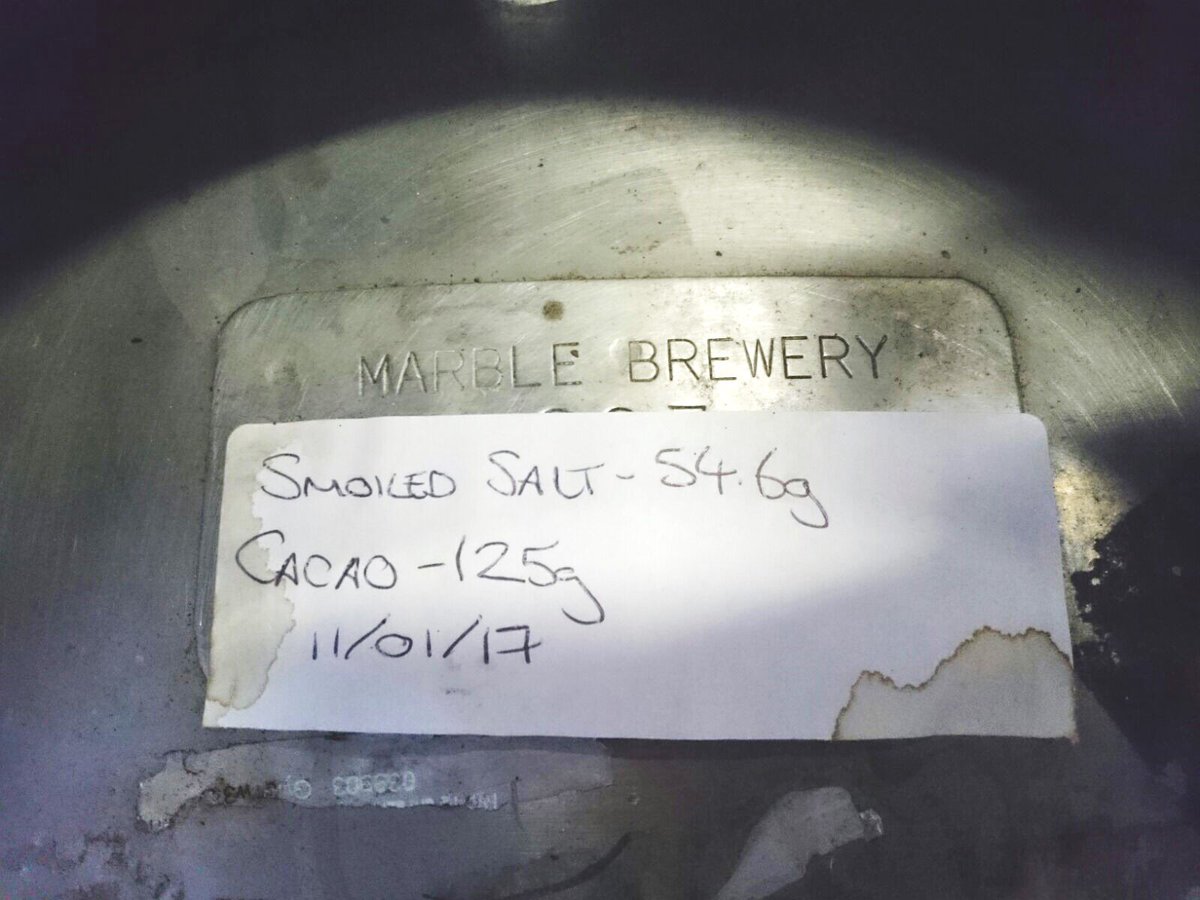 MARBLE BREWERY
SMOKED SALT - 54.6g
CACAO - 125g
11/01/17